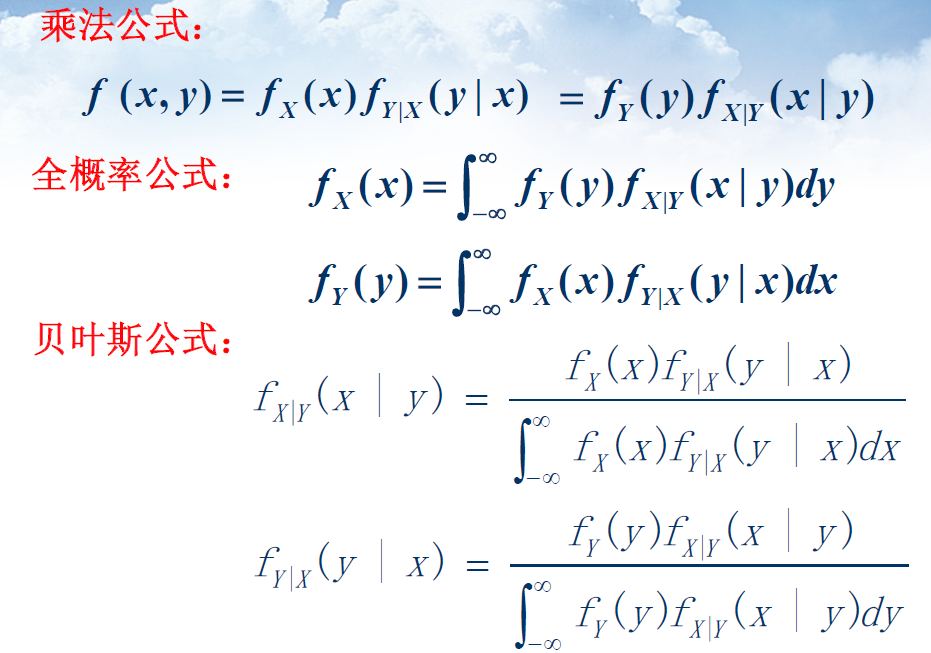 乘法公式：
f (x, y) = f_X(x) f_{Y|X}(y | x) = f_Y(y) f_{X|Y}(x | y)
全概率公式： f_X(x) = ∫_{−∞}^{∞} f_Y(y) f_{X|Y}(x | y)dy
f_Y(y) = ∫_{−∞}^{∞} f_X(x) f_{Y|X}(y | x)dx
贝叶斯公式：
f_{X|Y}(x | y) = \frac{f_X(x) f_{Y|X}(y | x)}{∫_{−∞}^{∞} f_X(x) f_{Y|X}(y | x)dx}
f_{Y|X}(y | x) = \frac{f_Y(y) f_{X|Y}(x | y)}{∫_{−∞}^{∞} f_Y(y) f_{X|Y}(x | y)dy}